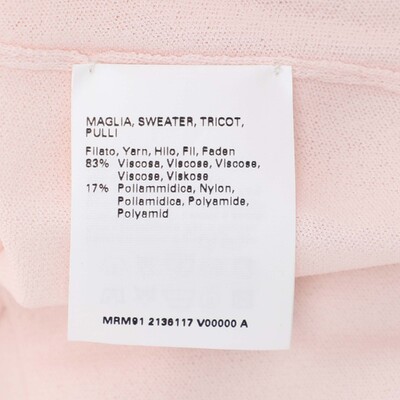 MAGLIA, SWEATER, TRICOT,
PULLI
Filato, Yarn, Hilo, Fil, Faden
83% Viscosa, Viscose, Viscose,
Viscose, Viskose
17% Poliammidica, Nylon,
Poliamidica, Polyamide,
Polyamid
MRM91 2136117 V00000 A